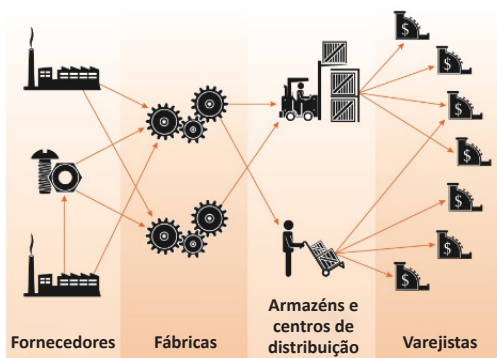 $
$
$
$
$
$
$
Fornecedores
Fábricas
Armazéns e
centros de
distribuição
Varejistas